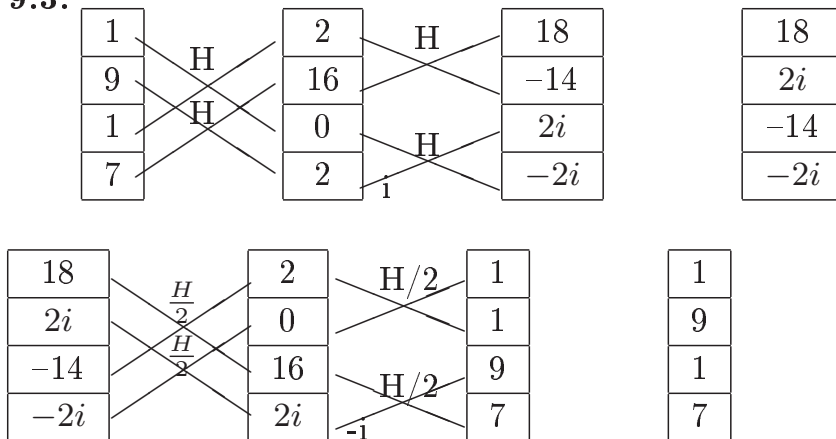 9.3.
1 2 18 18
H H
9 16 –14 2i
H
1 0 2i –14
H
7 2 –2i –2i
i
18 2 H/2 1 1
H/2
2i 0 1 9
H/2
–14 16 H/2 9 1
–2i 2i 7 7
-i